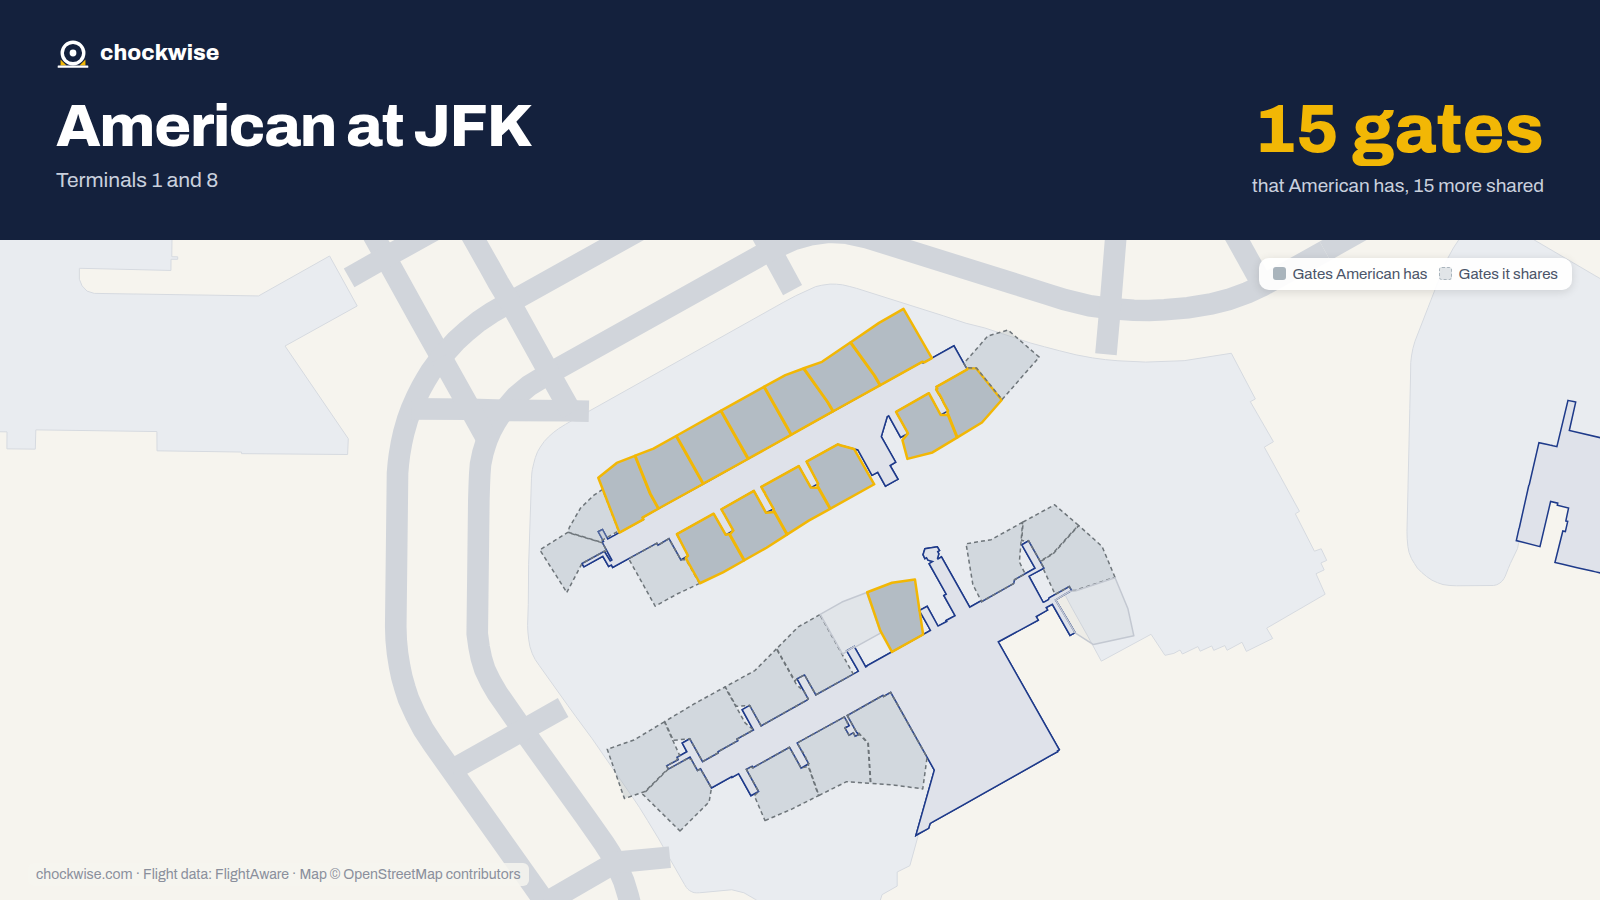 chockwise
American at JFK
Terminals 1 and 8
15 gates
that American has, 15 more shared
Gates American has
Gates it shares
chockwise.com · Flight data: FlightAware · Map © OpenStreetMap contributors